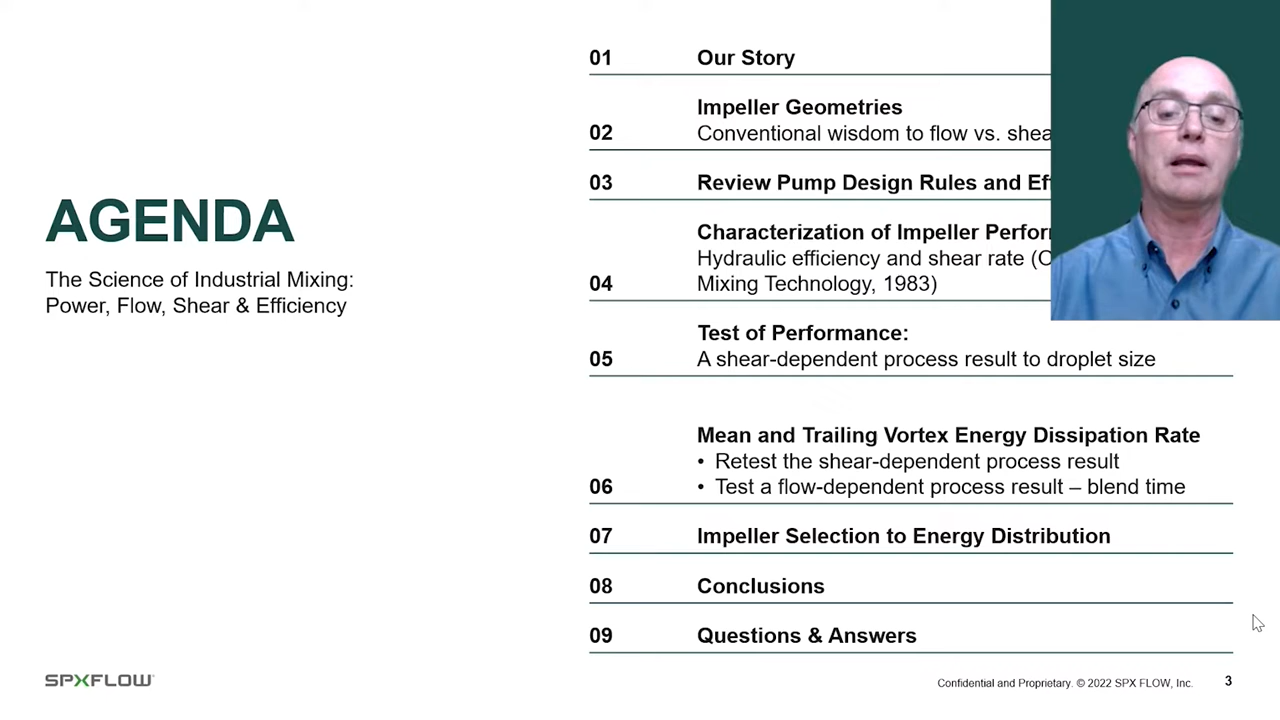 AGENDA
The Science of Industrial Mixing:
Power, Flow, Shear & Efficiency
01 Our Story
Impeller Geometries
02 Conventional wisdom to flow vs.
03 Review Pump Design Rules and
Characterization of Impeller
Hydraulic efficiency and shear rate
04 Mixing Technology, 1983)
Test of Performance:
05 A shear-dependent process result to droplet size
Mean and Trailing Vortex Energy Dissipation Rate
• Retest the shear-dependent process result
06 • Test a flow-dependent process result – blend time
07 Impeller Selection to Energy Distribution
08 Conclusions
09 Questions & Answers
SPXFLOW
Confidential and Proprietary. © 2022 SPX FLOW, Inc. 3